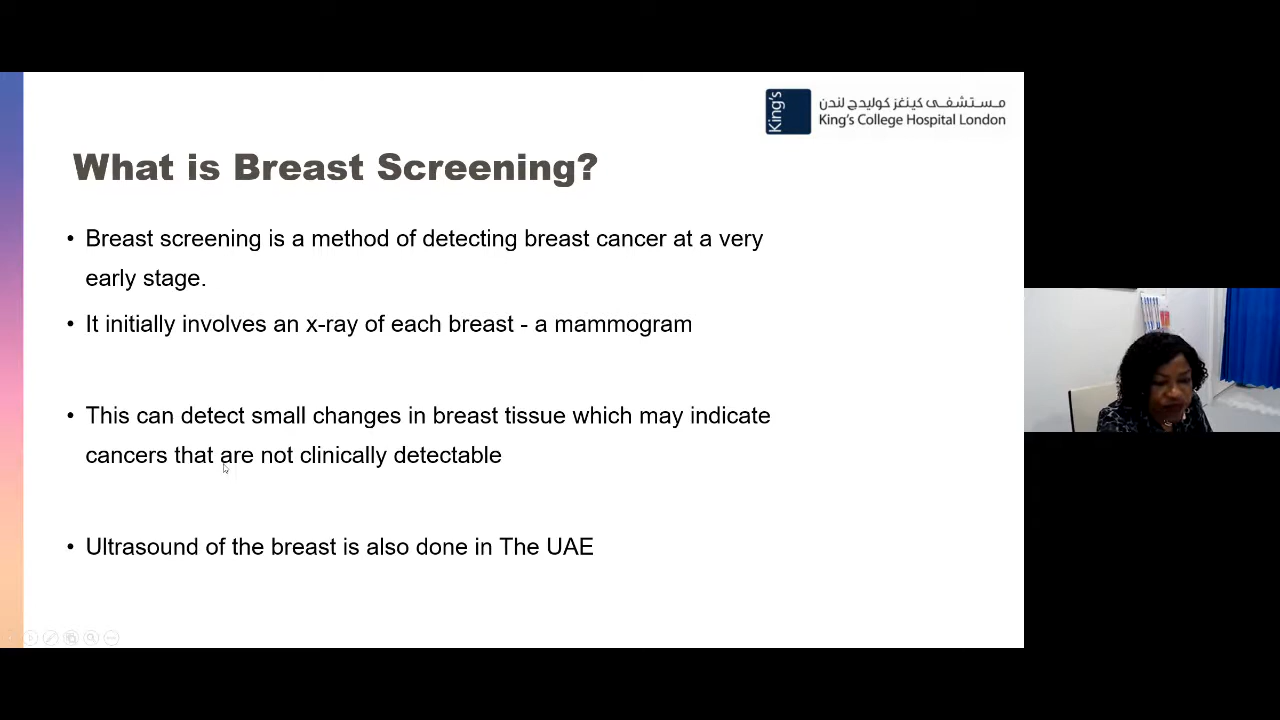 King's
مستشفى كينغز كوليدج لندن
King's College Hospital London
What is Breast Screening?
• Breast screening is a method of detecting breast cancer at a very
early stage.
• It initially involves an x-ray of each breast - a mammogram
• This can detect small changes in breast tissue which may indicate
cancers that are not clinically detectable
• Ultrasound of the breast is also done in The UAE